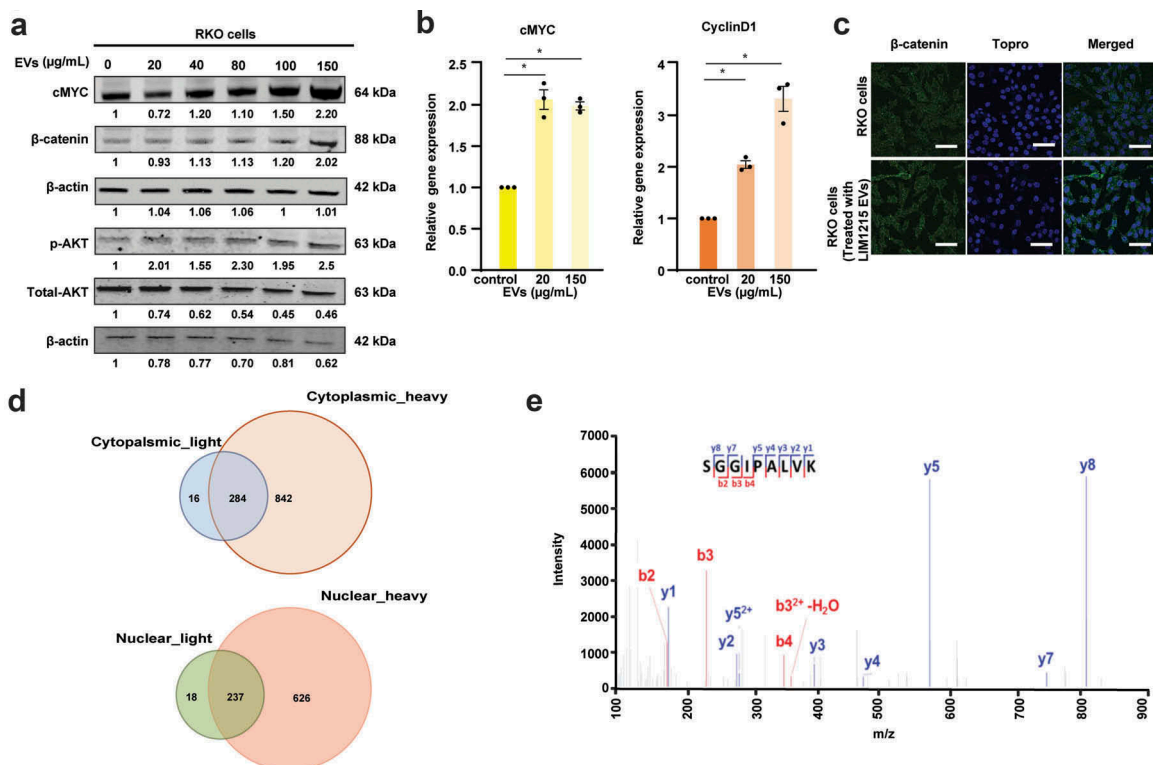 a
RKO cells
EVs (µg/mL) 0 20 40 80 100 150
cMYC 64 kDa
1 0.72 1.20 1.10 1.50 2.20
β-catenin 88 kDa
1 0.93 1.13 1.13 1.20 2.02
β-actin 42 kDa
1 1.04 1.06 1.06 1 1.01
p-AKT 63 kDa
1 2.01 1.55 2.30 1.95 2.5
Total-AKT 63 kDa
1 0.74 0.62 0.54 0.45 0.46
β-actin 42 kDa
1 0.78 0.77 0.70 0.81 0.62
b
cMYC
Relative gene expression
2.5
2.0
1.5
1.0
0.5
0.0
* *
control 20 150
EVs (µg/mL)
CyclinD1
Relative gene expression
4
3
2
1
0
* *
control 20 150
EVs (µg/mL)
c
β-catenin Topro Merged
RKO cells
RKO cells
(Treated with
LIM1215 EVs)
d
Cytoplasmic_heavy
Cytopalsmic_light
16 284 842
Nuclear_heavy
Nuclear_light
18 237 626
e
7000
6000
5000
4000
3000
2000
1000
0
Intensity
y8 y7 y5 y4 y3 y2 y1
SGGIPALVK
b2 b3 b4
b2
y1
b3
y2
y5²⁺
b4
b3²⁺ -H₂O
y3
y4
y5
y7
y8
100 200 300 400 500 600 700 800 900
m/z